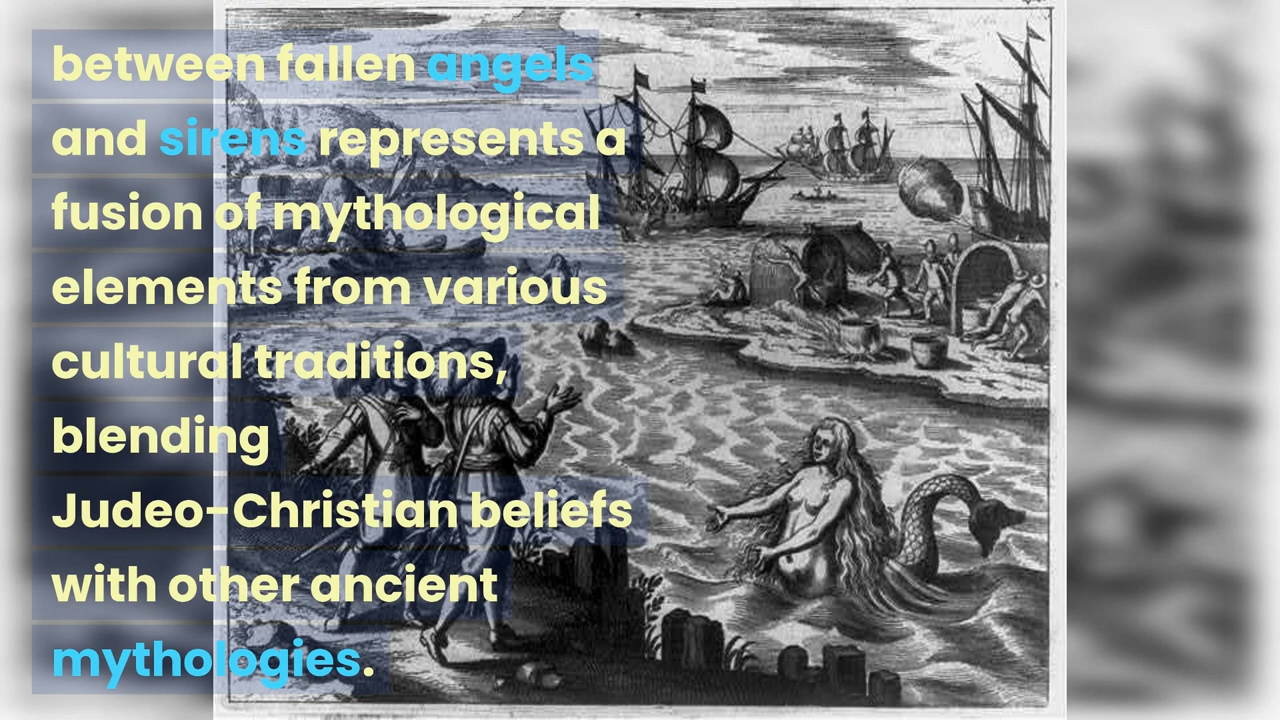 between fallen angels
and sirens represents a
fusion of mythological
elements from various
cultural traditions,
blending
Judeo-Christian beliefs
with other ancient
mythologies.